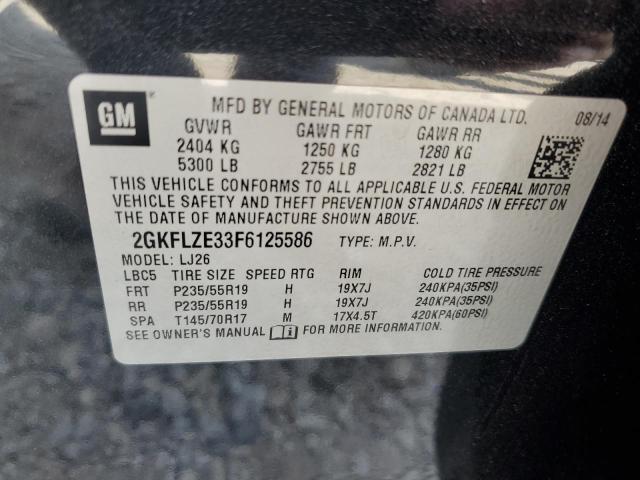 GM
MFD BY GENERAL MOTORS OF CANADA LTD. 08/14
GVWR GAWR FRT GAWR RR
2404 KG 1250 KG 1280 KG
5300 LB 2755 LB 2821 LB
THIS VEHICLE CONFORMS TO ALL APPLICABLE U.S. FEDERAL MOTOR
VEHICLE SAFETY AND THEFT PREVENTION STANDARDS IN EFFECT ON
THE DATE OF MANUFACTURE SHOWN ABOVE.
2GKFLZE33F6125586 TYPE: M.P.V.
MODEL: LJ26
LBC5 TIRE SIZE SPEED RTG RIM COLD TIRE PRESSURE
FRT P235/55R19 H 19X7J 240KPA(35PSI)
RR P235/55R19 H 19X7J 240KPA(35PSI)
SPA T145/70R17 M 17X4.5T 420KPA(60PSI)
SEE OWNER'S MANUAL FOR MORE INFORMATION.